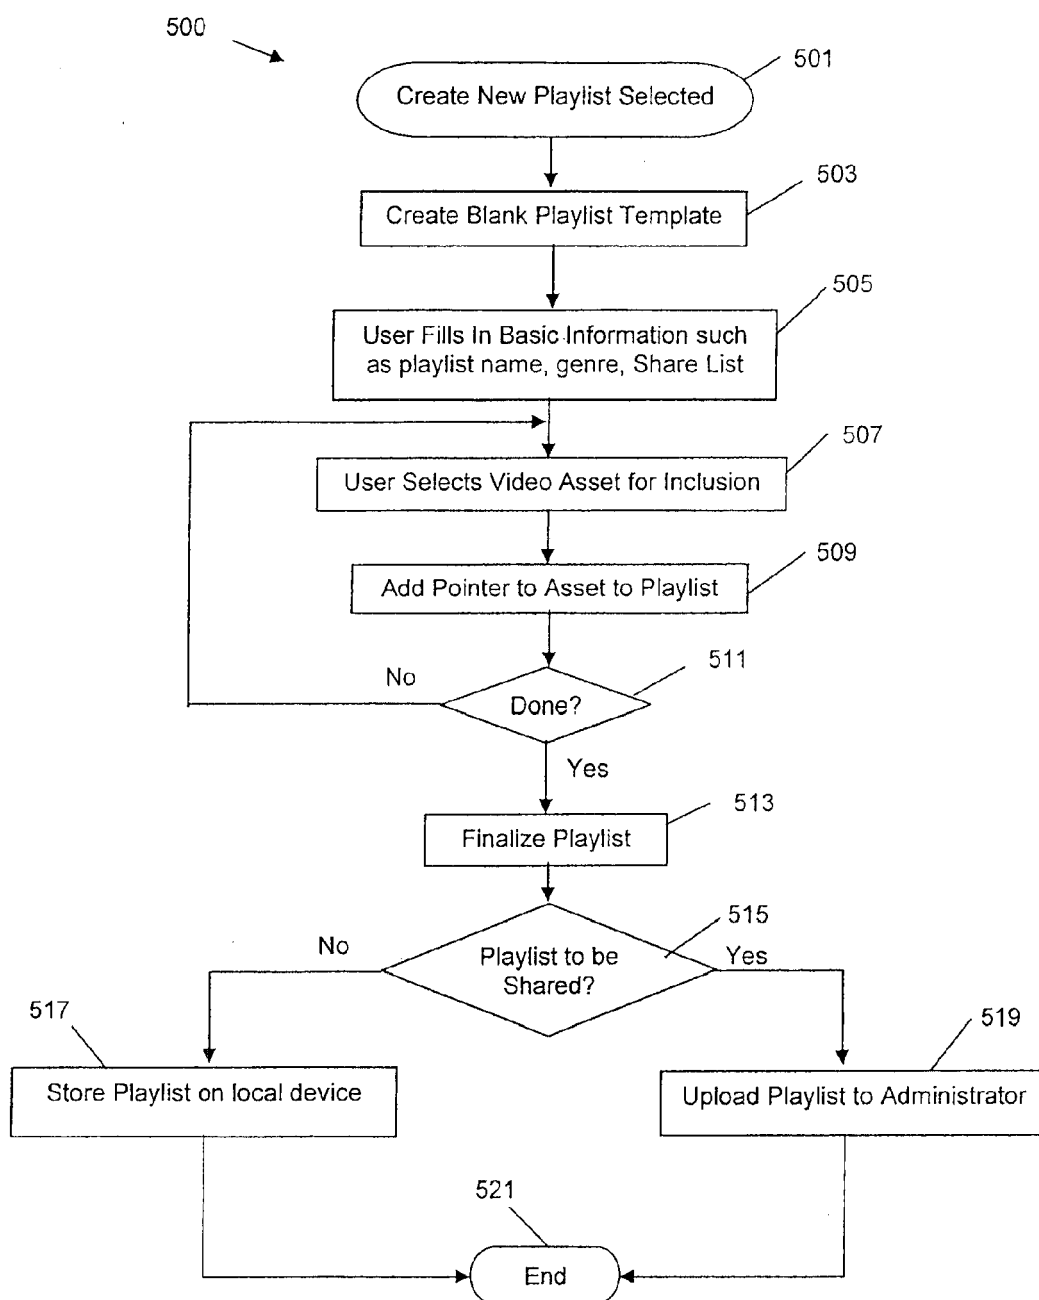 500
501
Create New Playlist Selected
503
Create Blank Playlist Template
505
User Fills In Basic Information such
as playlist name, genre, Share List
507
User Selects Video Asset for Inclusion
509
Add Pointer to Asset to Playlist
511
No
Done?
Yes
513
Finalize Playlist
515
No
Yes
Playlist to be
Shared?
517
519
Store Playlist on local device
Upload Playlist to Administrator
521
End